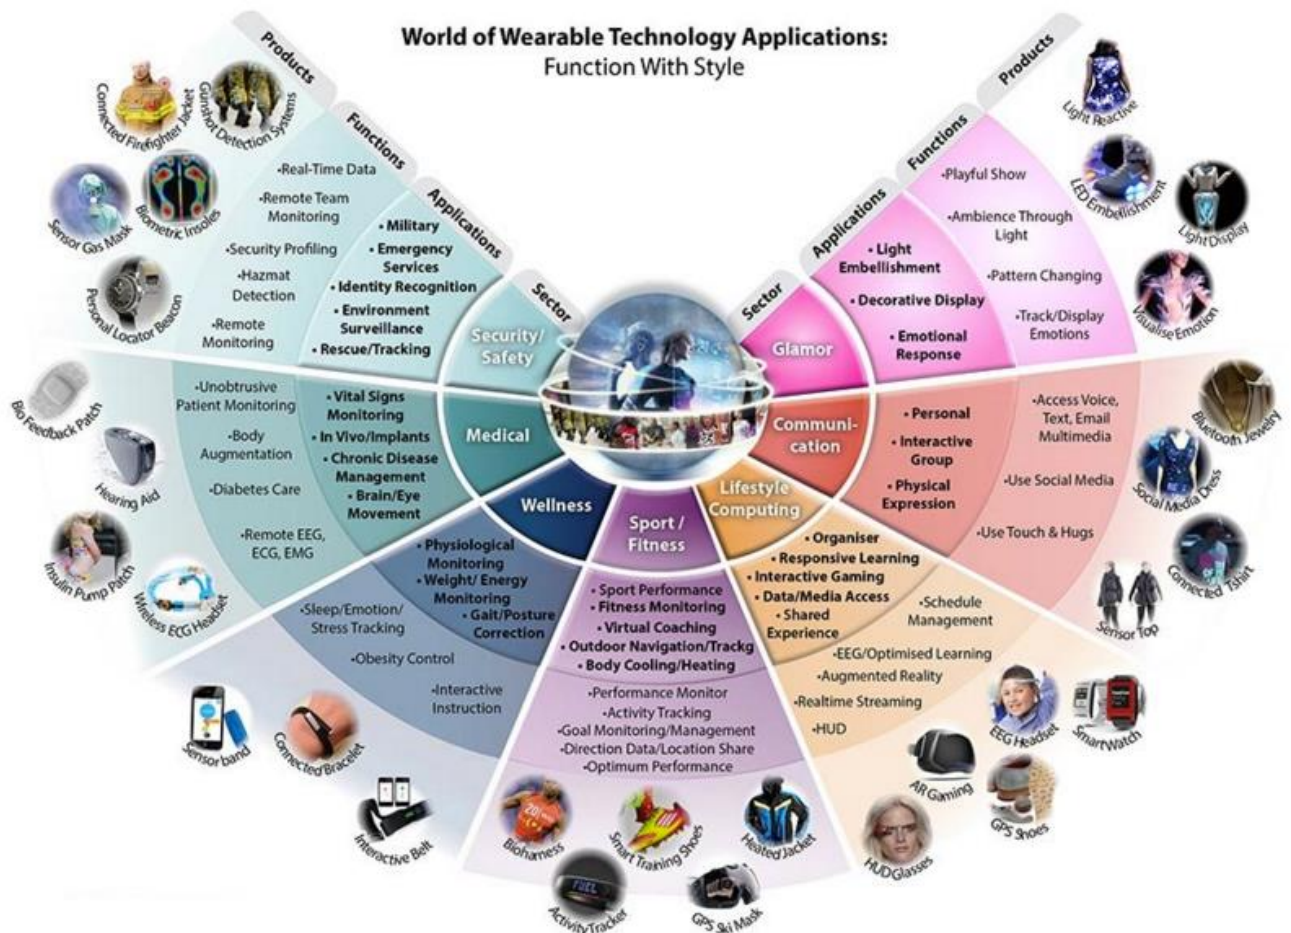 World of Wearable Technology Applications:
Function With Style
Products
Functions
Applications
Sector
Security/
Safety
• Military
• Emergency
Services
• Identity Recognition
• Environment
Surveillance
• Rescue/Tracking
•Real-Time Data
•Remote Team
Monitoring
•Security Profiling
•Hazmat
Detection
•Remote
Monitoring
Connected Firefighter Jacket
Gunshot Detection Systems
Sensor Gas Mask
Biometric Insoles
Personal Locator Beacon
Medical
• Vital Signs
Monitoring
• In Vivo/Implants
• Chronic Disease
Management
• Brain/Eye
Movement
•Unobtrusive
Patient Monitoring
•Body
Augmentation
•Diabetes Care
•Remote EEG,
ECG, EMG
Bio Feedback Patch
Hearing Aid
Insulin Pump Patch
Wireless ECG Headset
Wellness
• Physiological
Monitoring
• Weight/ Energy
Monitoring
• Gait/Posture
Correction
•Sleep/Emotion/
Stress Tracking
•Obesity Control
•Interactive
Instruction
Sensor band
Connected Bracelet
Interactive Belt
Sport /
Fitness
• Sport Performance
• Fitness Monitoring
• Virtual Coaching
• Outdoor Navigation/Trackg
• Body Cooling/Heating
•Performance Monitor
•Activity Tracking
•Goal Monitoring/Management
•Direction Data/Location Share
•Optimum Performance
Bioharness
Smart Training Shoes
Heated Jacket
FUEL
Activity Tracker
GPS Ski Mask
Lifestyle
Computing
• Organiser
• Responsive Learning
• Interactive Gaming
• Data/Media Access
• Shared
Experience
•Schedule
Management
•EEG/Optimised Learning
•Augmented Reality
•Realtime Streaming
•HUD
EEG Headset
SmartWatch
AR Gaming
GPS Shoes
HUD Glasses
Communi-
cation
• Personal
• Interactive
Group
• Physical
Expression
•Access Voice,
Text, Email
Multimedia
•Use Social Media
•Use Touch & Hugs
Bluetooth Jewelry
Social Media Dress
Connected Tshirt
Sensor Top
Sector
Applications
Functions
Products
Glamor
• Light
Embellishment
• Decorative Display
• Emotional
Response
•Playful Show
•Ambience Through
Light
•Pattern Changing
•Track/Display
Emotions
Light Reactive
LED Embellishment
Light Display
Visualise Emotion